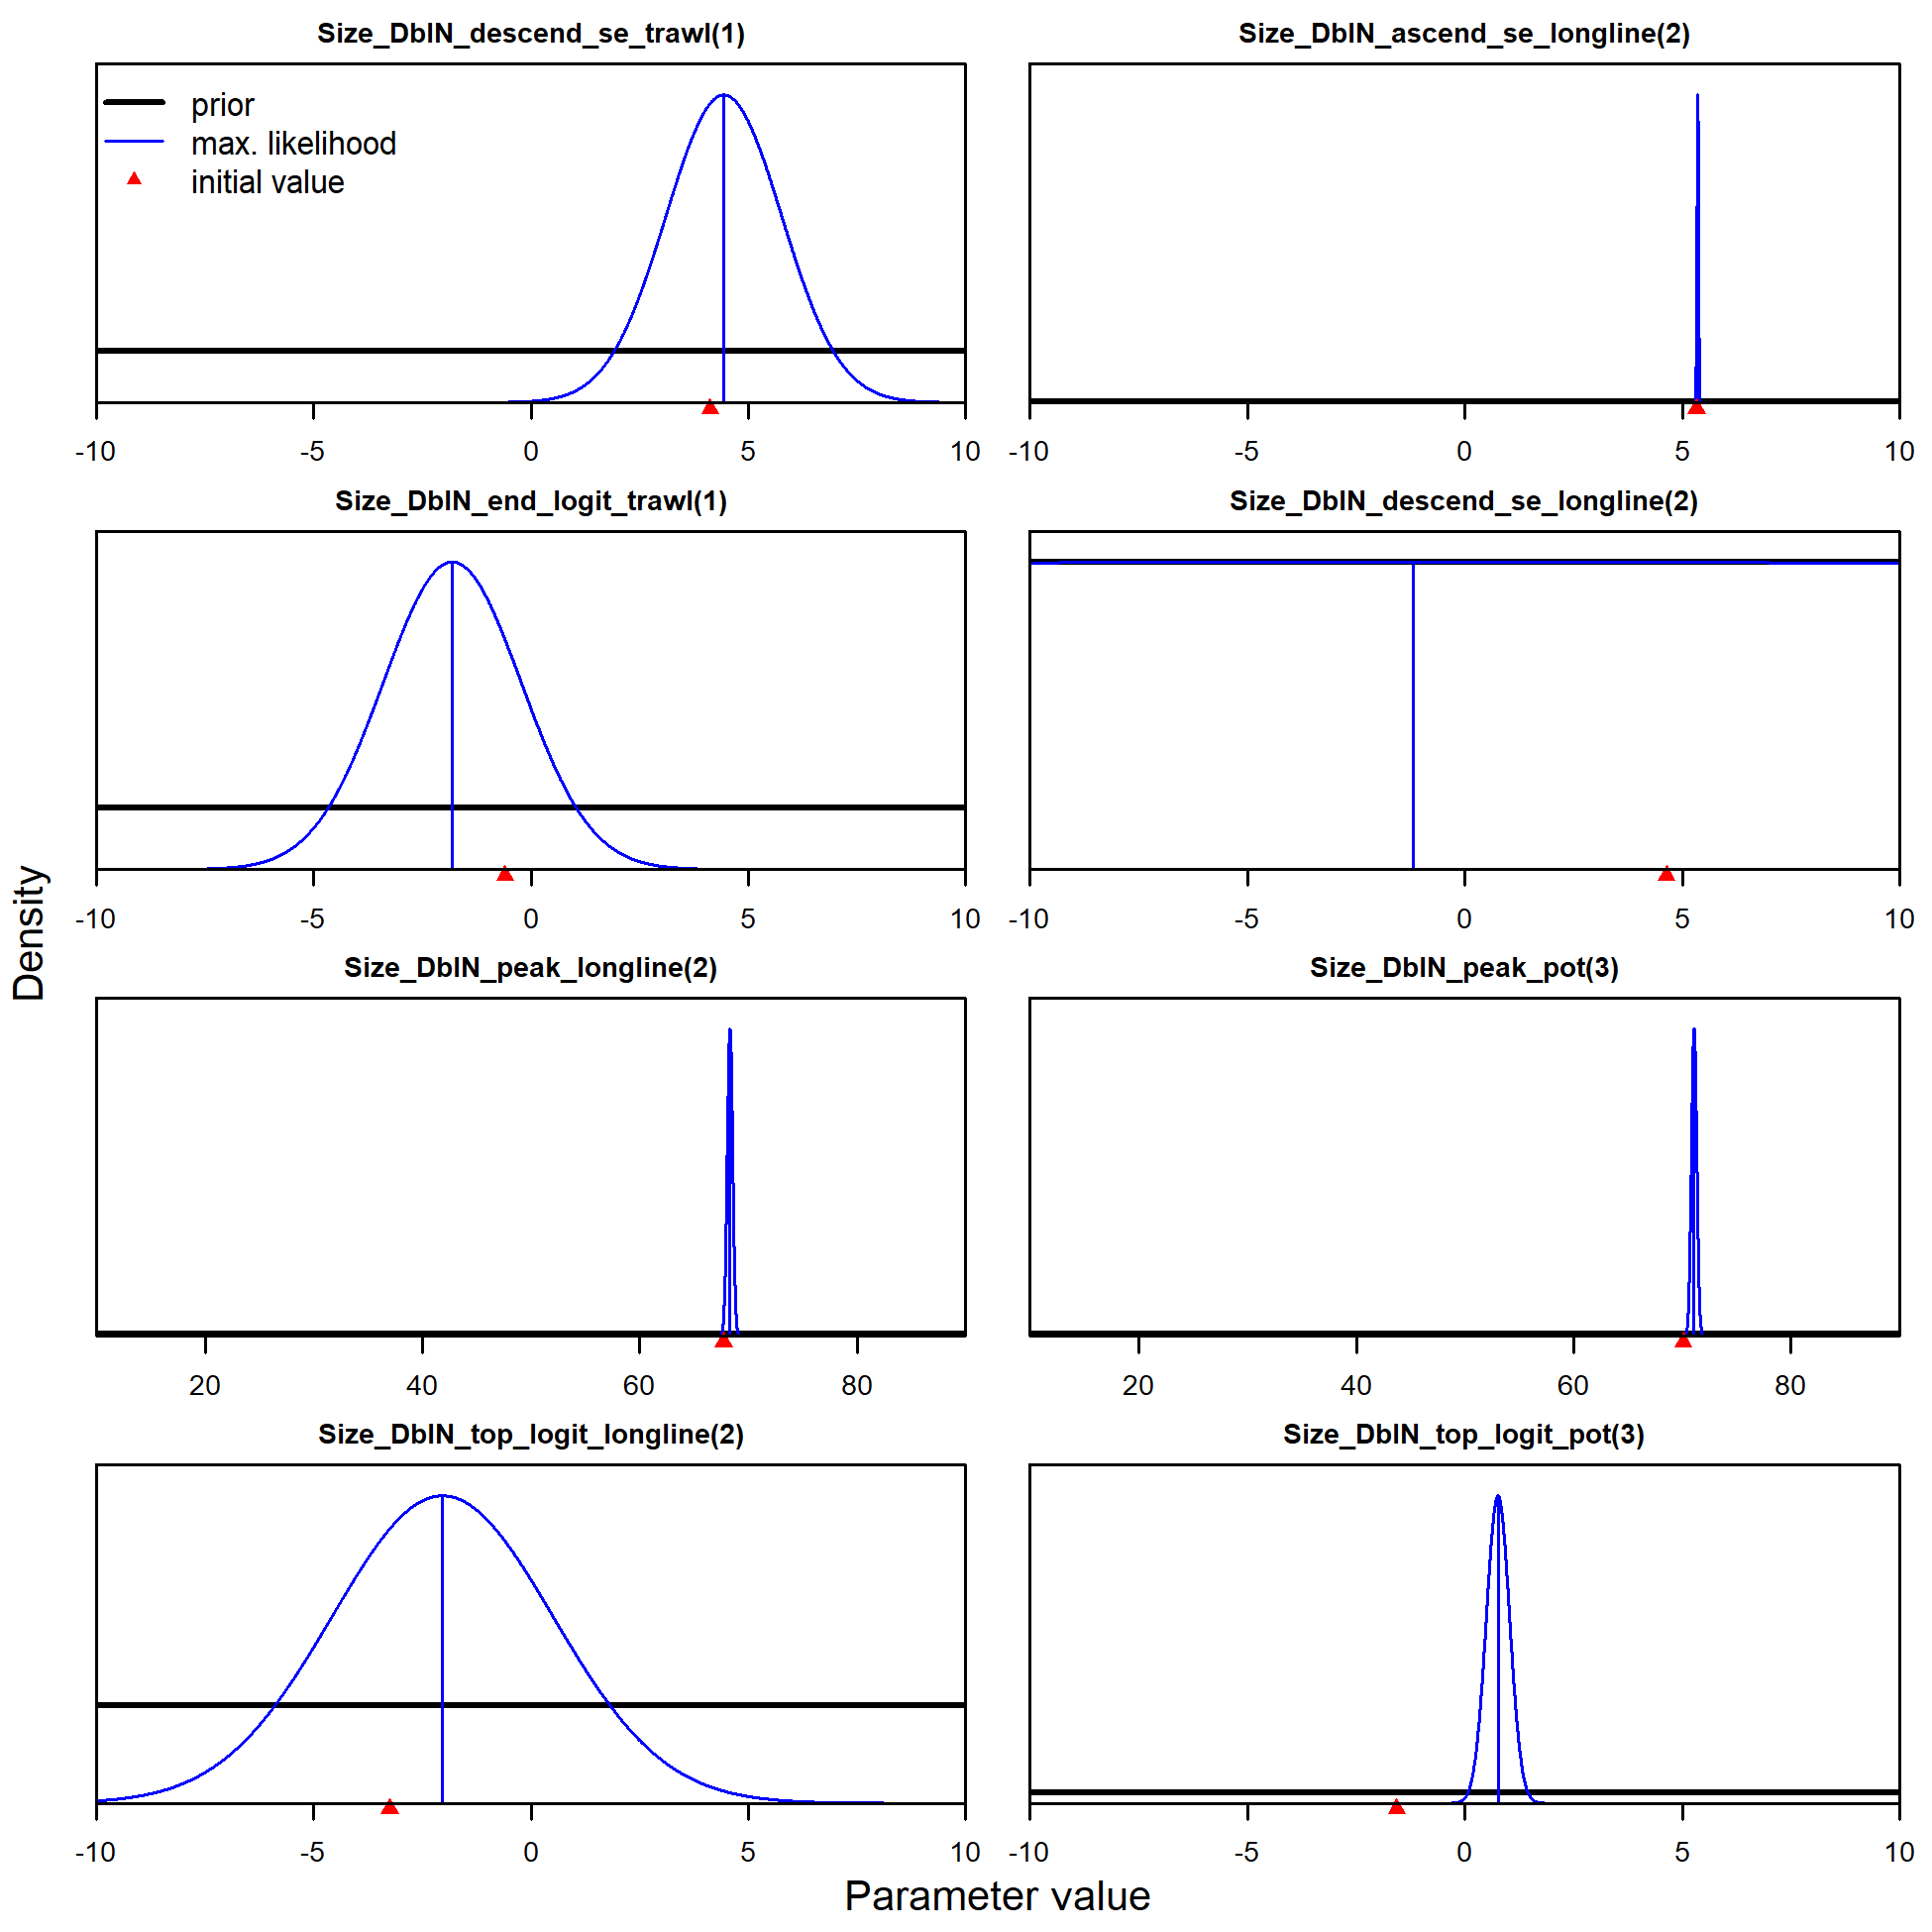 Size_DblN_descend_se_trawl(1)
prior
max. likelihood
initial value
-10 -5 0 5 10
Size_DblN_ascend_se_longline(2)
-10 -5 0 5 10
Size_DblN_end_logit_trawl(1)
-10 -5 0 5 10
Size_DblN_descend_se_longline(2)
-10 -5 0 5 10
Size_DblN_peak_longline(2)
20 40 60 80
Size_DblN_peak_pot(3)
20 40 60 80
Size_DblN_top_logit_longline(2)
-10 -5 0 5 10
Size_DblN_top_logit_pot(3)
-10 -5 0 5 10
Density
Parameter value